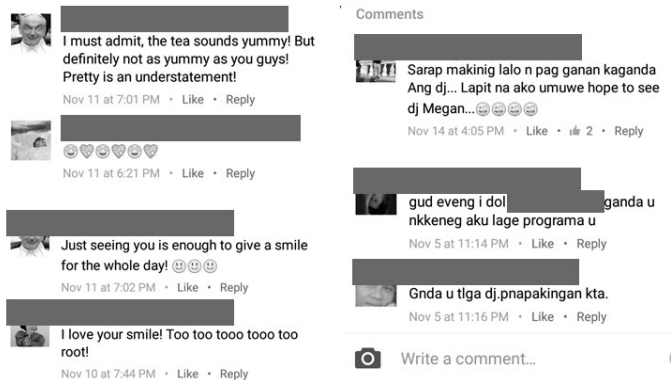 I must admit, the tea sounds yummy! But
definitely not as yummy as you guys!
Pretty is an understatement!
Nov 11 at 7:01 PM • Like • Reply
Nov 11 at 6:21 PM • Like • Reply
Just seeing you is enough to give a smile
for the whole day!
Nov 11 at 7:02 PM • Like • Reply
I love your smile! Too too tooo tooo too
root!
Nov 10 at 7:44 PM • Like • Reply
Comments
Sarap makinig lalo n pag ganan kaganda
Ang dj... Lapit na ako umuwe hope to see
dj Megan...
Nov 14 at 4:05 PM • Like • 2 • Reply
gud eveng i dol ganda u
nkkeneg aku lage programa u
Nov 5 at 11:14 PM • Like • Reply
Gnda u tlga dj.pnapakingan kta.
Nov 5 at 11:16 PM • Like • Reply
Write a comment...